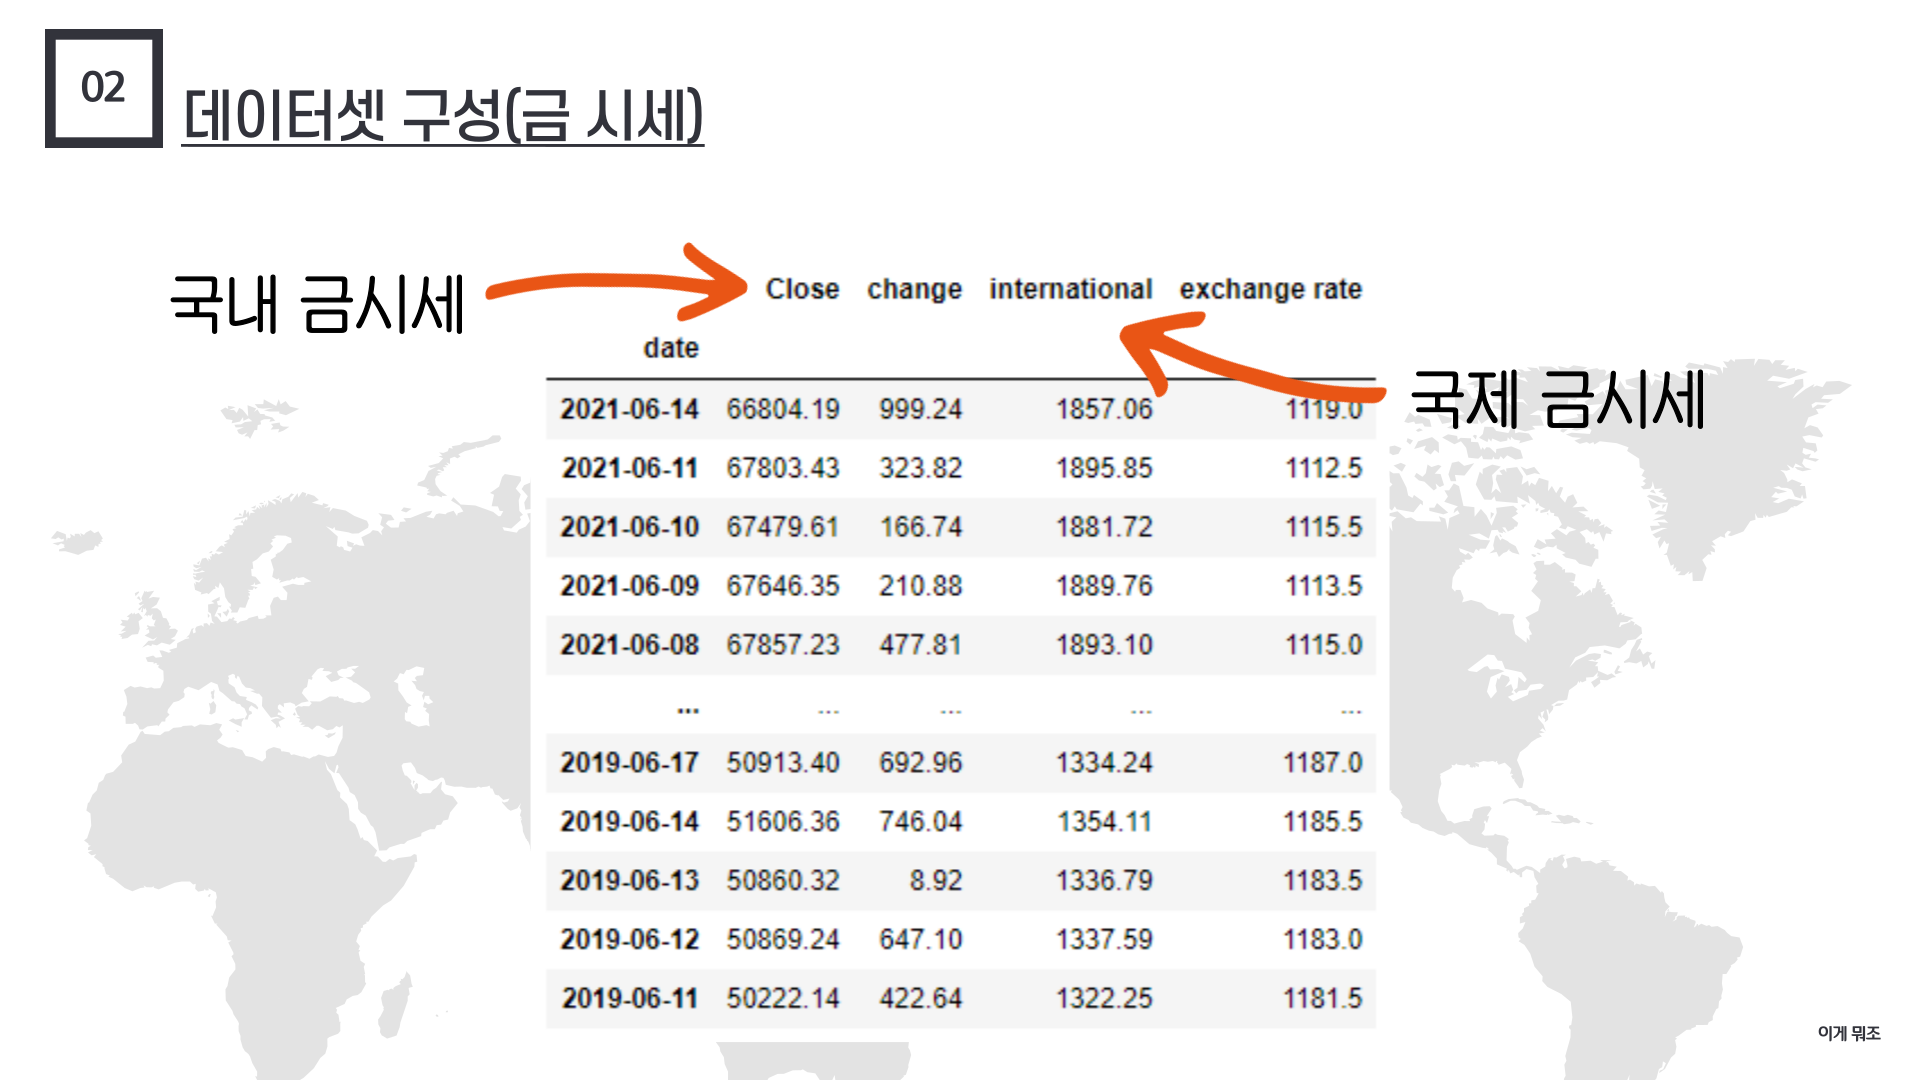 02
데이터셋 구성(금 시세)
국내 금시세
Close change international exchange rate
date
국제 금시세
2021-06-14 66804.19 999.24 1857.06 1119.0
2021-06-11 67803.43 323.82 1895.85 1112.5
2021-06-10 67479.61 166.74 1881.72 1115.5
2021-06-09 67646.35 210.88 1889.76 1113.5
2021-06-08 67857.23 477.81 1893.10 1115.0
... ... ... ... ...
2019-06-17 50913.40 692.96 1334.24 1187.0
2019-06-14 51606.36 746.04 1354.11 1185.5
2019-06-13 50860.32 8.92 1336.79 1183.5
2019-06-12 50869.24 647.10 1337.59 1183.0
2019-06-11 50222.14 422.64 1322.25 1181.5
이게 뭐조